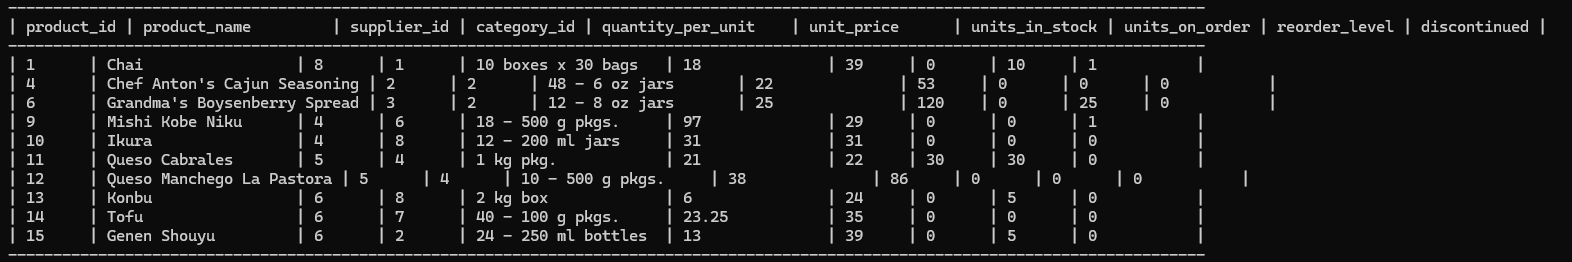 | product_id | product_name | supplier_id | category_id | quantity_per_unit | unit_price | units_in_stock | units_on_order | reorder_level | discontinued |
| 1 | Chai | 8 | 1 | 10 boxes x 30 bags | 18 | 39 | 0 | 10 | 1 |
| 4 | Chef Anton's Cajun Seasoning | 2 | 2 | 48 - 6 oz jars | 22 | 53 | 0 | 0 | 0 |
| 6 | Grandma's Boysenberry Spread | 3 | 2 | 12 - 8 oz jars | 25 | 120 | 0 | 25 | 0 |
| 9 | Mishi Kobe Niku | 4 | 6 | 18 - 500 g pkgs. | 97 | 29 | 0 | 0 | 1 |
| 10 | Ikura | 4 | 8 | 12 - 200 ml jars | 31 | 31 | 0 | 0 | 0 |
| 11 | Queso Cabrales | 5 | 4 | 1 kg pkg. | 21 | 22 | 30 | 30 | 0 |
| 12 | Queso Manchego La Pastora | 5 | 4 | 10 - 500 g pkgs. | 38 | 86 | 0 | 0 | 0 |
| 13 | Konbu | 6 | 8 | 2 kg box | 6 | 24 | 0 | 5 | 0 |
| 14 | Tofu | 6 | 7 | 40 - 100 g pkgs. | 23.25 | 35 | 0 | 0 | 0 |
| 15 | Genen Shouyu | 6 | 2 | 24 - 250 ml bottles | 13 | 39 | 0 | 5 | 0 |